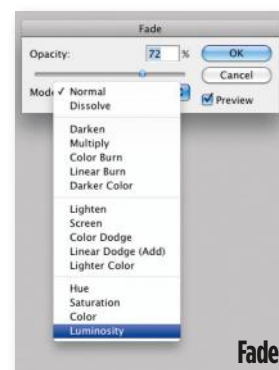 Fade
Opacity: 72 % OK
Cancel
Mode ✓ Normal
Preview
Dissolve
Darken
Multiply
Color Burn
Linear Burn
Darker Color
Lighten
Screen
Color Dodge
Linear Dodge (Add)
Lighter Color
Hue
Saturation
Color
Luminosity
Fade